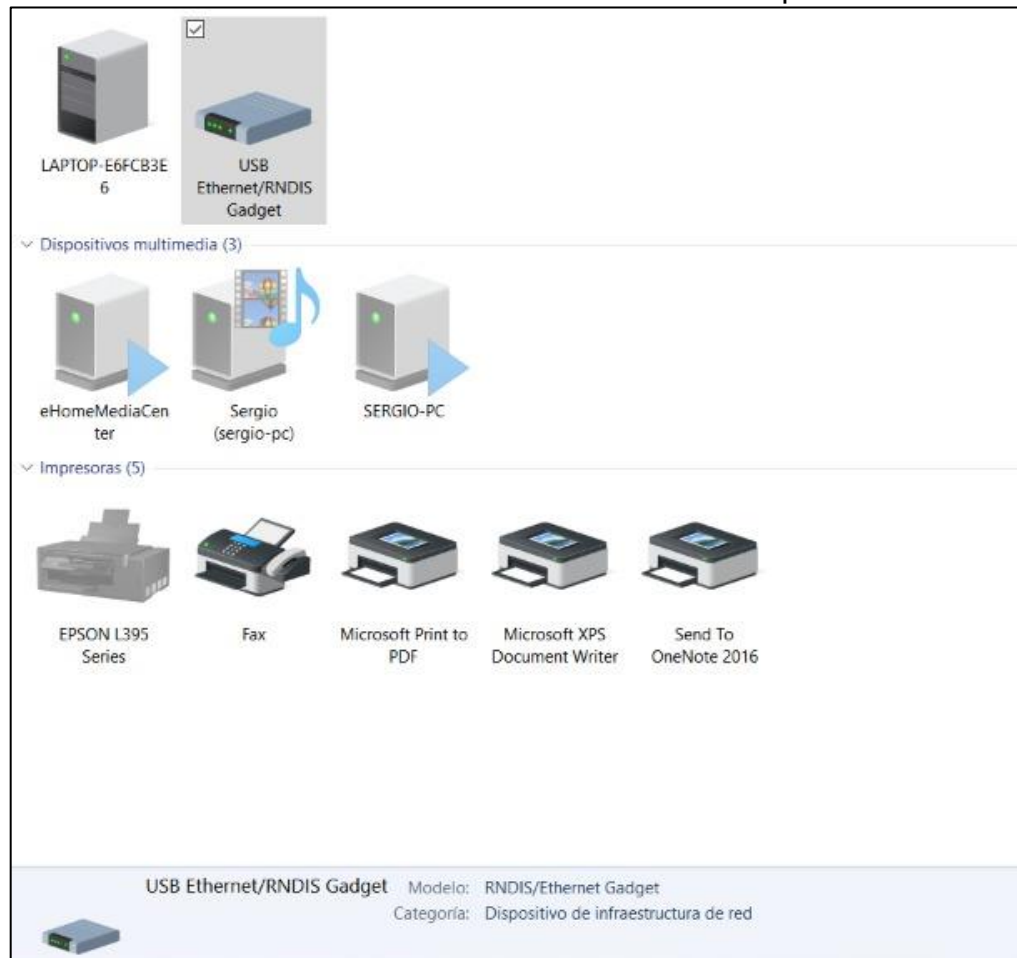 LAPTOP-E6FCB3E
6
USB
Ethernet/RNDIS
Gadget
Dispositivos multimedia (3)
eHomeMediaCen
ter
Sergio
(sergio-pc)
SERGIO-PC
Impresoras (5)
EPSON L395
Series
Fax
Microsoft Print to
PDF
Microsoft XPS
Document Writer
Send To
OneNote 2016
USB Ethernet/RNDIS Gadget Modelo: RNDIS/Ethernet Gadget
Categoría: Dispositivo de infraestructura de red